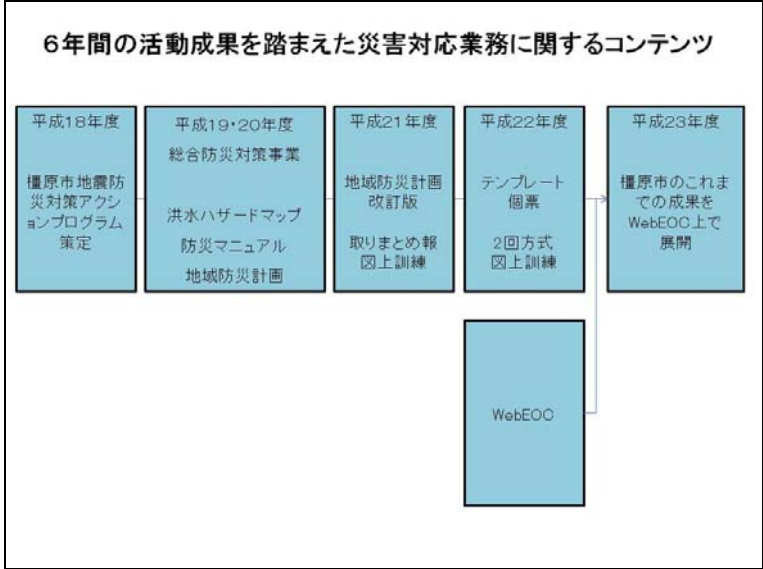 6年間の活動成果を踏まえた災害対応業務に関するコンテンツ
平成18年度
橿原市地震防
災対策アクシ
ョンプログラム
策定
平成19・20年度
総合防災対策事業
洪水ハザードマップ
防災マニュアル
地域防災計画
平成21年度
地域防災計画
改訂版
取りまとめ報
図上訓練
平成22年度
テンプレート
個票
2回方式
図上訓練
平成23年度
橿原市のこれま
での成果を
WebEOC上で
展開
WebEOC